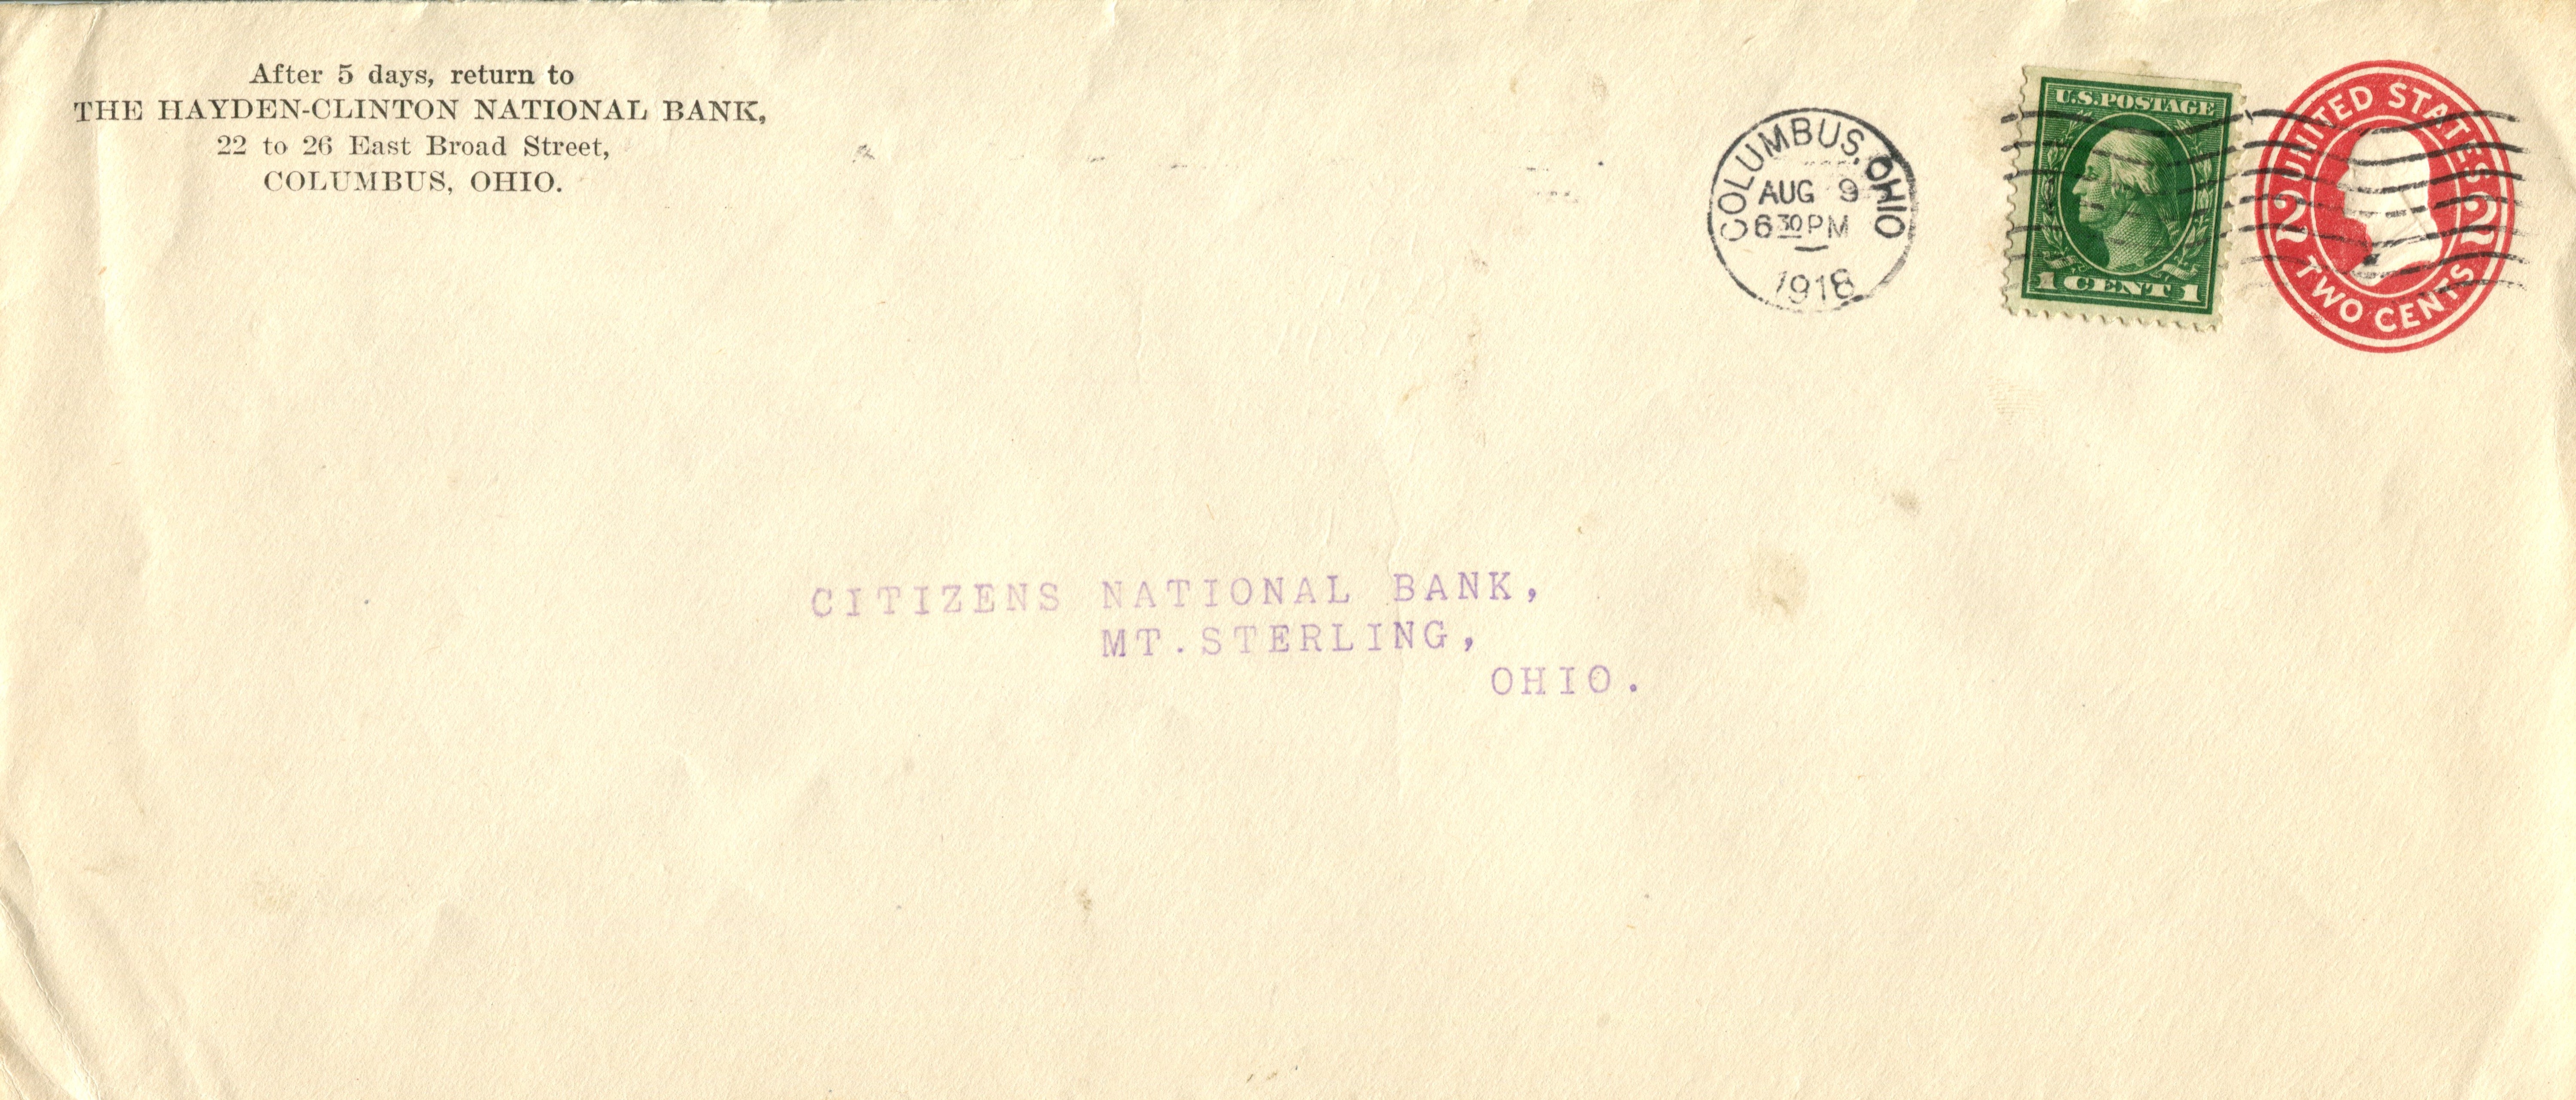 After 5 days, return to
THE HAYDEN-CLINTON NATIONAL BANK,
22 to 26 East Broad Street,
COLUMBUS, OHIO.
COLUMBUS, OHIO
AUG 9
6 30 PM
1918
U.S. POSTAGE
1 CENT 1
UNITED STATES
2 2
TWO CENTS
CITIZENS NATIONAL BANK,
MT.STERLING,
OHIO.